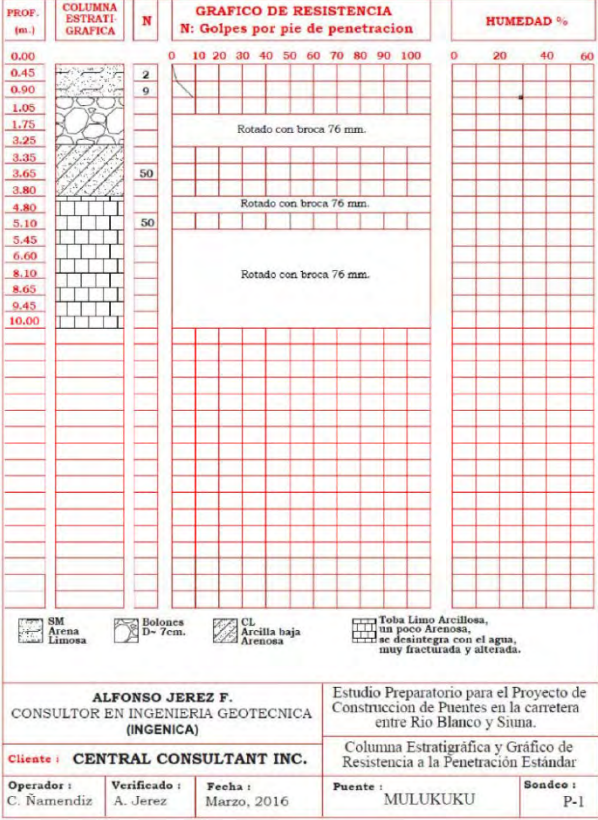 PROF. (m.)
COLUMNA ESTRATI- GRAFICA
N
GRAFICO DE RESISTENCIA
N: Golpes por pie de penetracion
HUMEDAD %
0 10 20 30 40 50 60 70 80 90 100
0 20 40 60
0.00
0.45 2
0.90 9
1.05
1.75 Rotado con broca 76 mm.
3.25
3.35
3.65 50
3.80
4.80 Rotado con broca 76 mm.
5.10 50
5.45
6.60
8.10 Rotado con broca 76 mm.
8.65
9.45
10.00
SM
Arena
Limosa
Bolones
D~ 7cm.
CL
Arcilla baja
Arenosa
Toba Limo Arcillosa,
un poco Arenosa,
se desintegra con el agua,
muy fracturada y alterada.
ALFONSO JEREZ F.
CONSULTOR EN INGENIERIA GEOTECNICA
(INGENICA)
Estudio Preparatorio para el Proyecto de
Construccion de Puentes en la carretera
entre Rio Blanco y Siuna.
Cliente : CENTRAL CONSULTANT INC.
Columna Estratigráfica y Gráfico de
Resistencia a la Penetración Estándar
Operador :
C. Ñamendiz
Verificado :
A. Jerez
Fecha :
Marzo, 2016
Puente :
MULUKUKU
Sondeo :
P-1